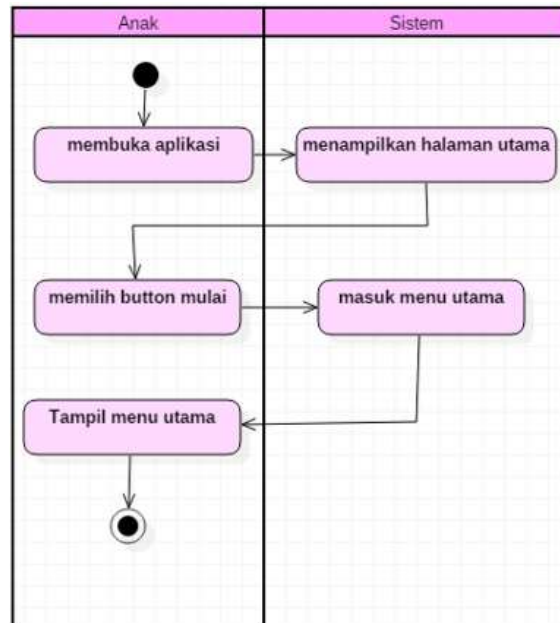 Anak
Sistem
membuka aplikasi
menampilkan halaman utama
memilih button mulai
masuk menu utama
Tampil menu utama